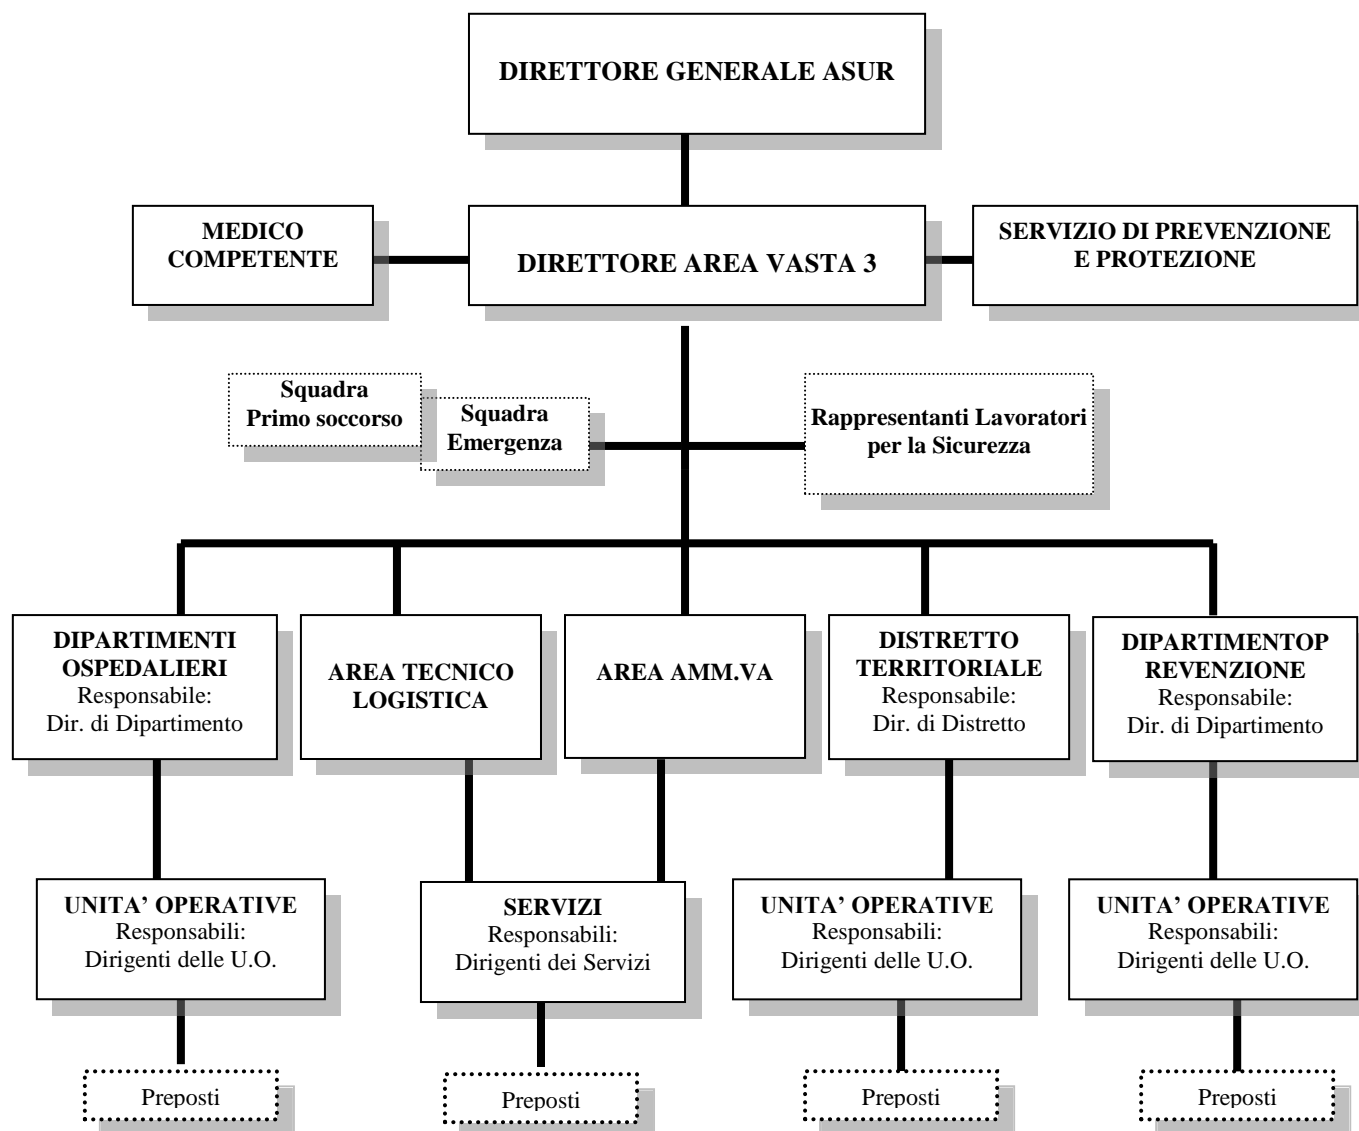 DIRETTORE GENERALE ASUR
MEDICO
COMPETENTE
DIRETTORE AREA VASTA 3
SERVIZIO DI PREVENZIONE
E PROTEZIONE
Squadra
Primo soccorso
Squadra
Emergenza
Rappresentanti Lavoratori
per la Sicurezza
DIPARTIMENTI
OSPEDALIERI
Responsabile:
Dir. di Dipartimento
AREA TECNICO
LOGISTICA
AREA AMM.VA
DISTRETTO
TERRITORIALE
Responsabile:
Dir. di Distretto
DIPARTIMENTOP
REVENZIONE
Responsabile:
Dir. di Dipartimento
UNITA’ OPERATIVE
Responsabili:
Dirigenti delle U.O.
SERVIZI
Responsabili:
Dirigenti dei Servizi
UNITA’ OPERATIVE
Responsabili:
Dirigenti delle U.O.
UNITA’ OPERATIVE
Responsabili:
Dirigenti delle U.O.
Preposti
Preposti
Preposti
Preposti